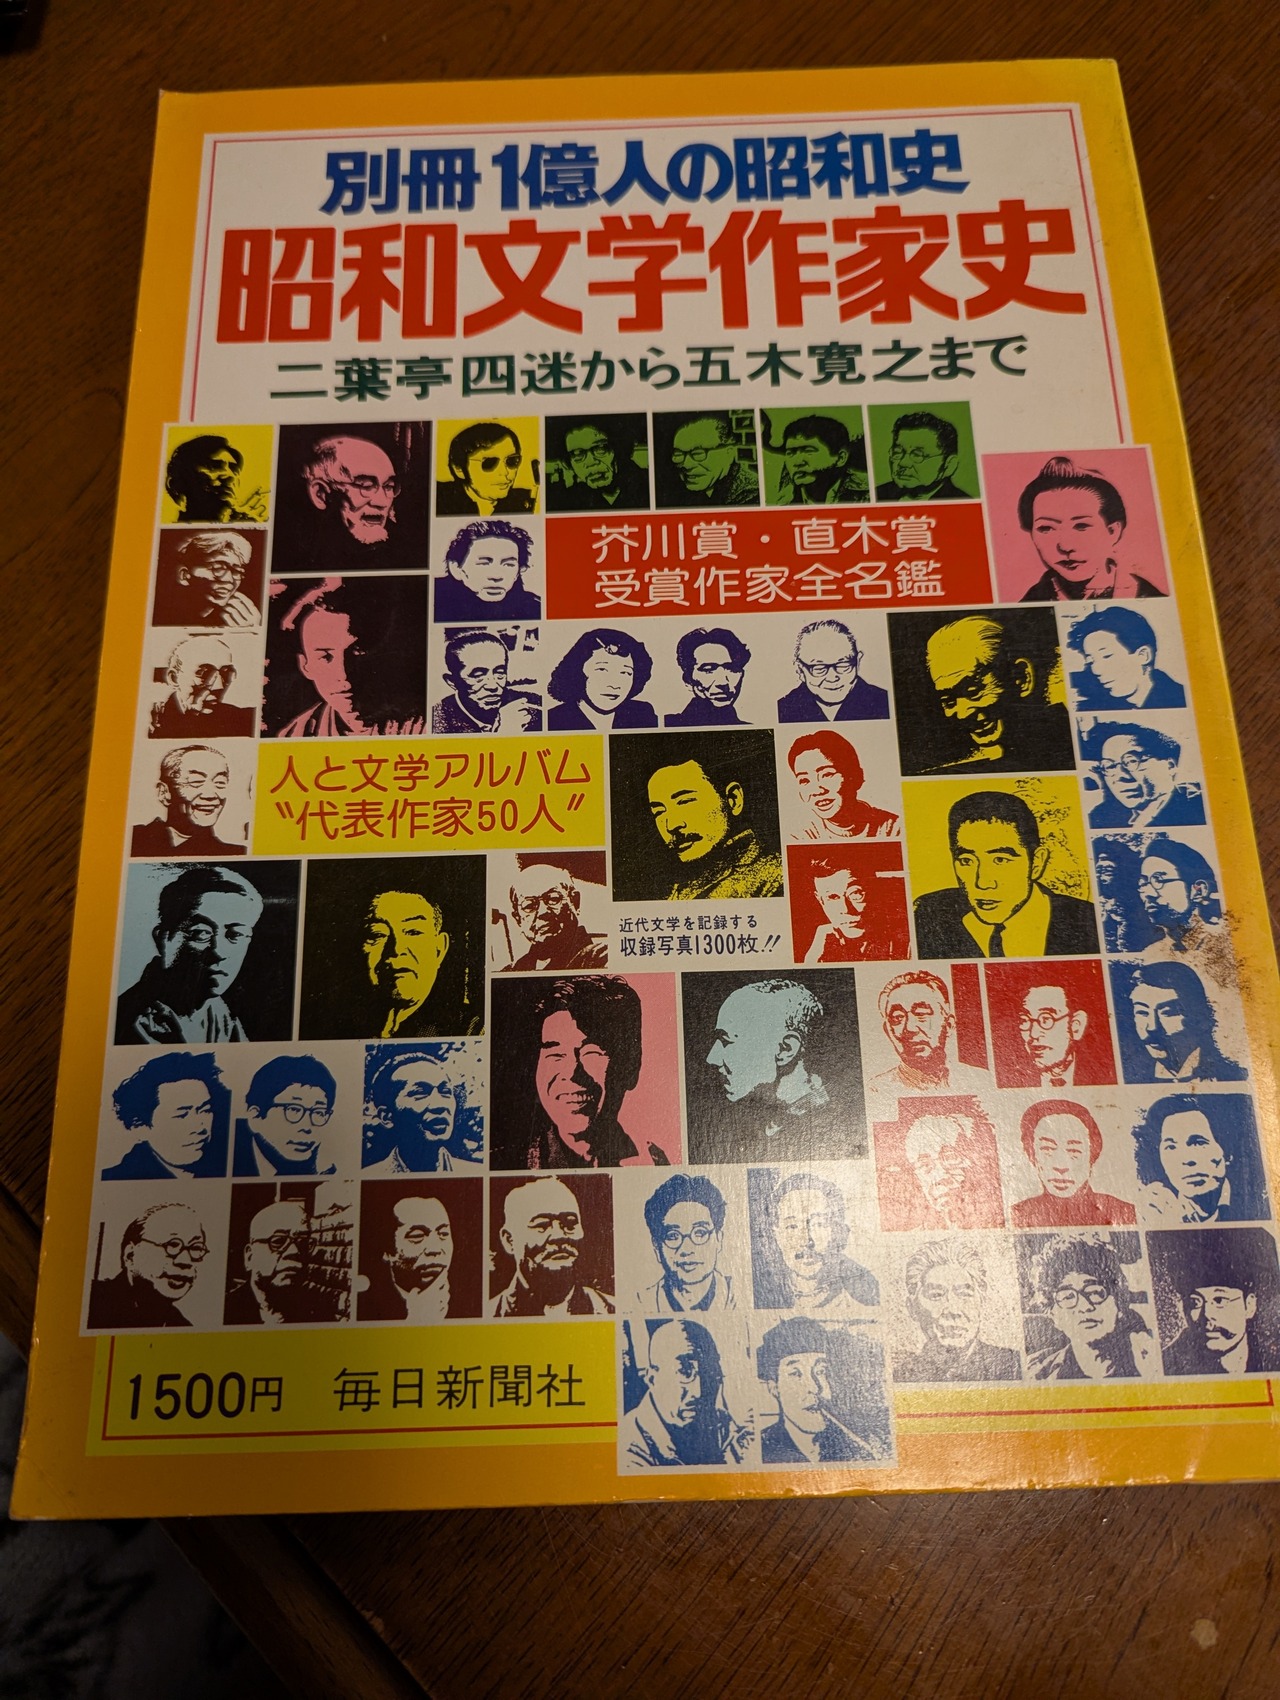 別冊1億人の昭和史
昭和文学作家史
二葉亭四迷から五木寛之まで
芥川賞・直木賞
受賞作家全名鑑
人と文学アルバム
“代表作家50人”
近代文学を記録する
収録写真1300枚!!
1500円 毎日新聞社